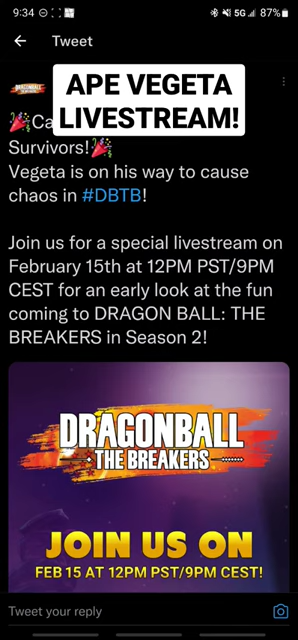 9:34
5G 87%
Tweet
APE VEGETA
LIVESTREAM!
DRAGONBALL
Ca
Survivors!
Vegeta is on his way to cause
chaos in #DBTB!
Join us for a special livestream on
February 15th at 12PM PST/9PM
CEST for an early look at the fun
coming to DRAGON BALL: THE
BREAKERS in Season 2!
DRAGONBALL
THE BREAKERS
JOIN US ON
FEB 15 AT 12PM PST/9PM CEST!
Tweet your reply